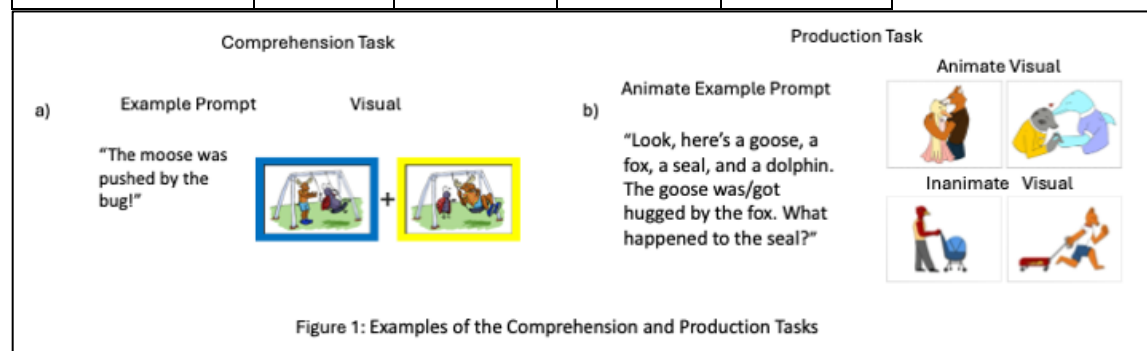 Comprehension Task
a)
Example Prompt
Visual
“The moose was
pushed by the
bug!”
+
Production Task
b)
Animate Example Prompt
“Look, here’s a goose, a
fox, a seal, and a dolphin.
The goose was/got
hugged by the fox. What
happened to the seal?”
Animate Visual
Inanimate Visual
Figure 1: Examples of the Comprehension and Production Tasks